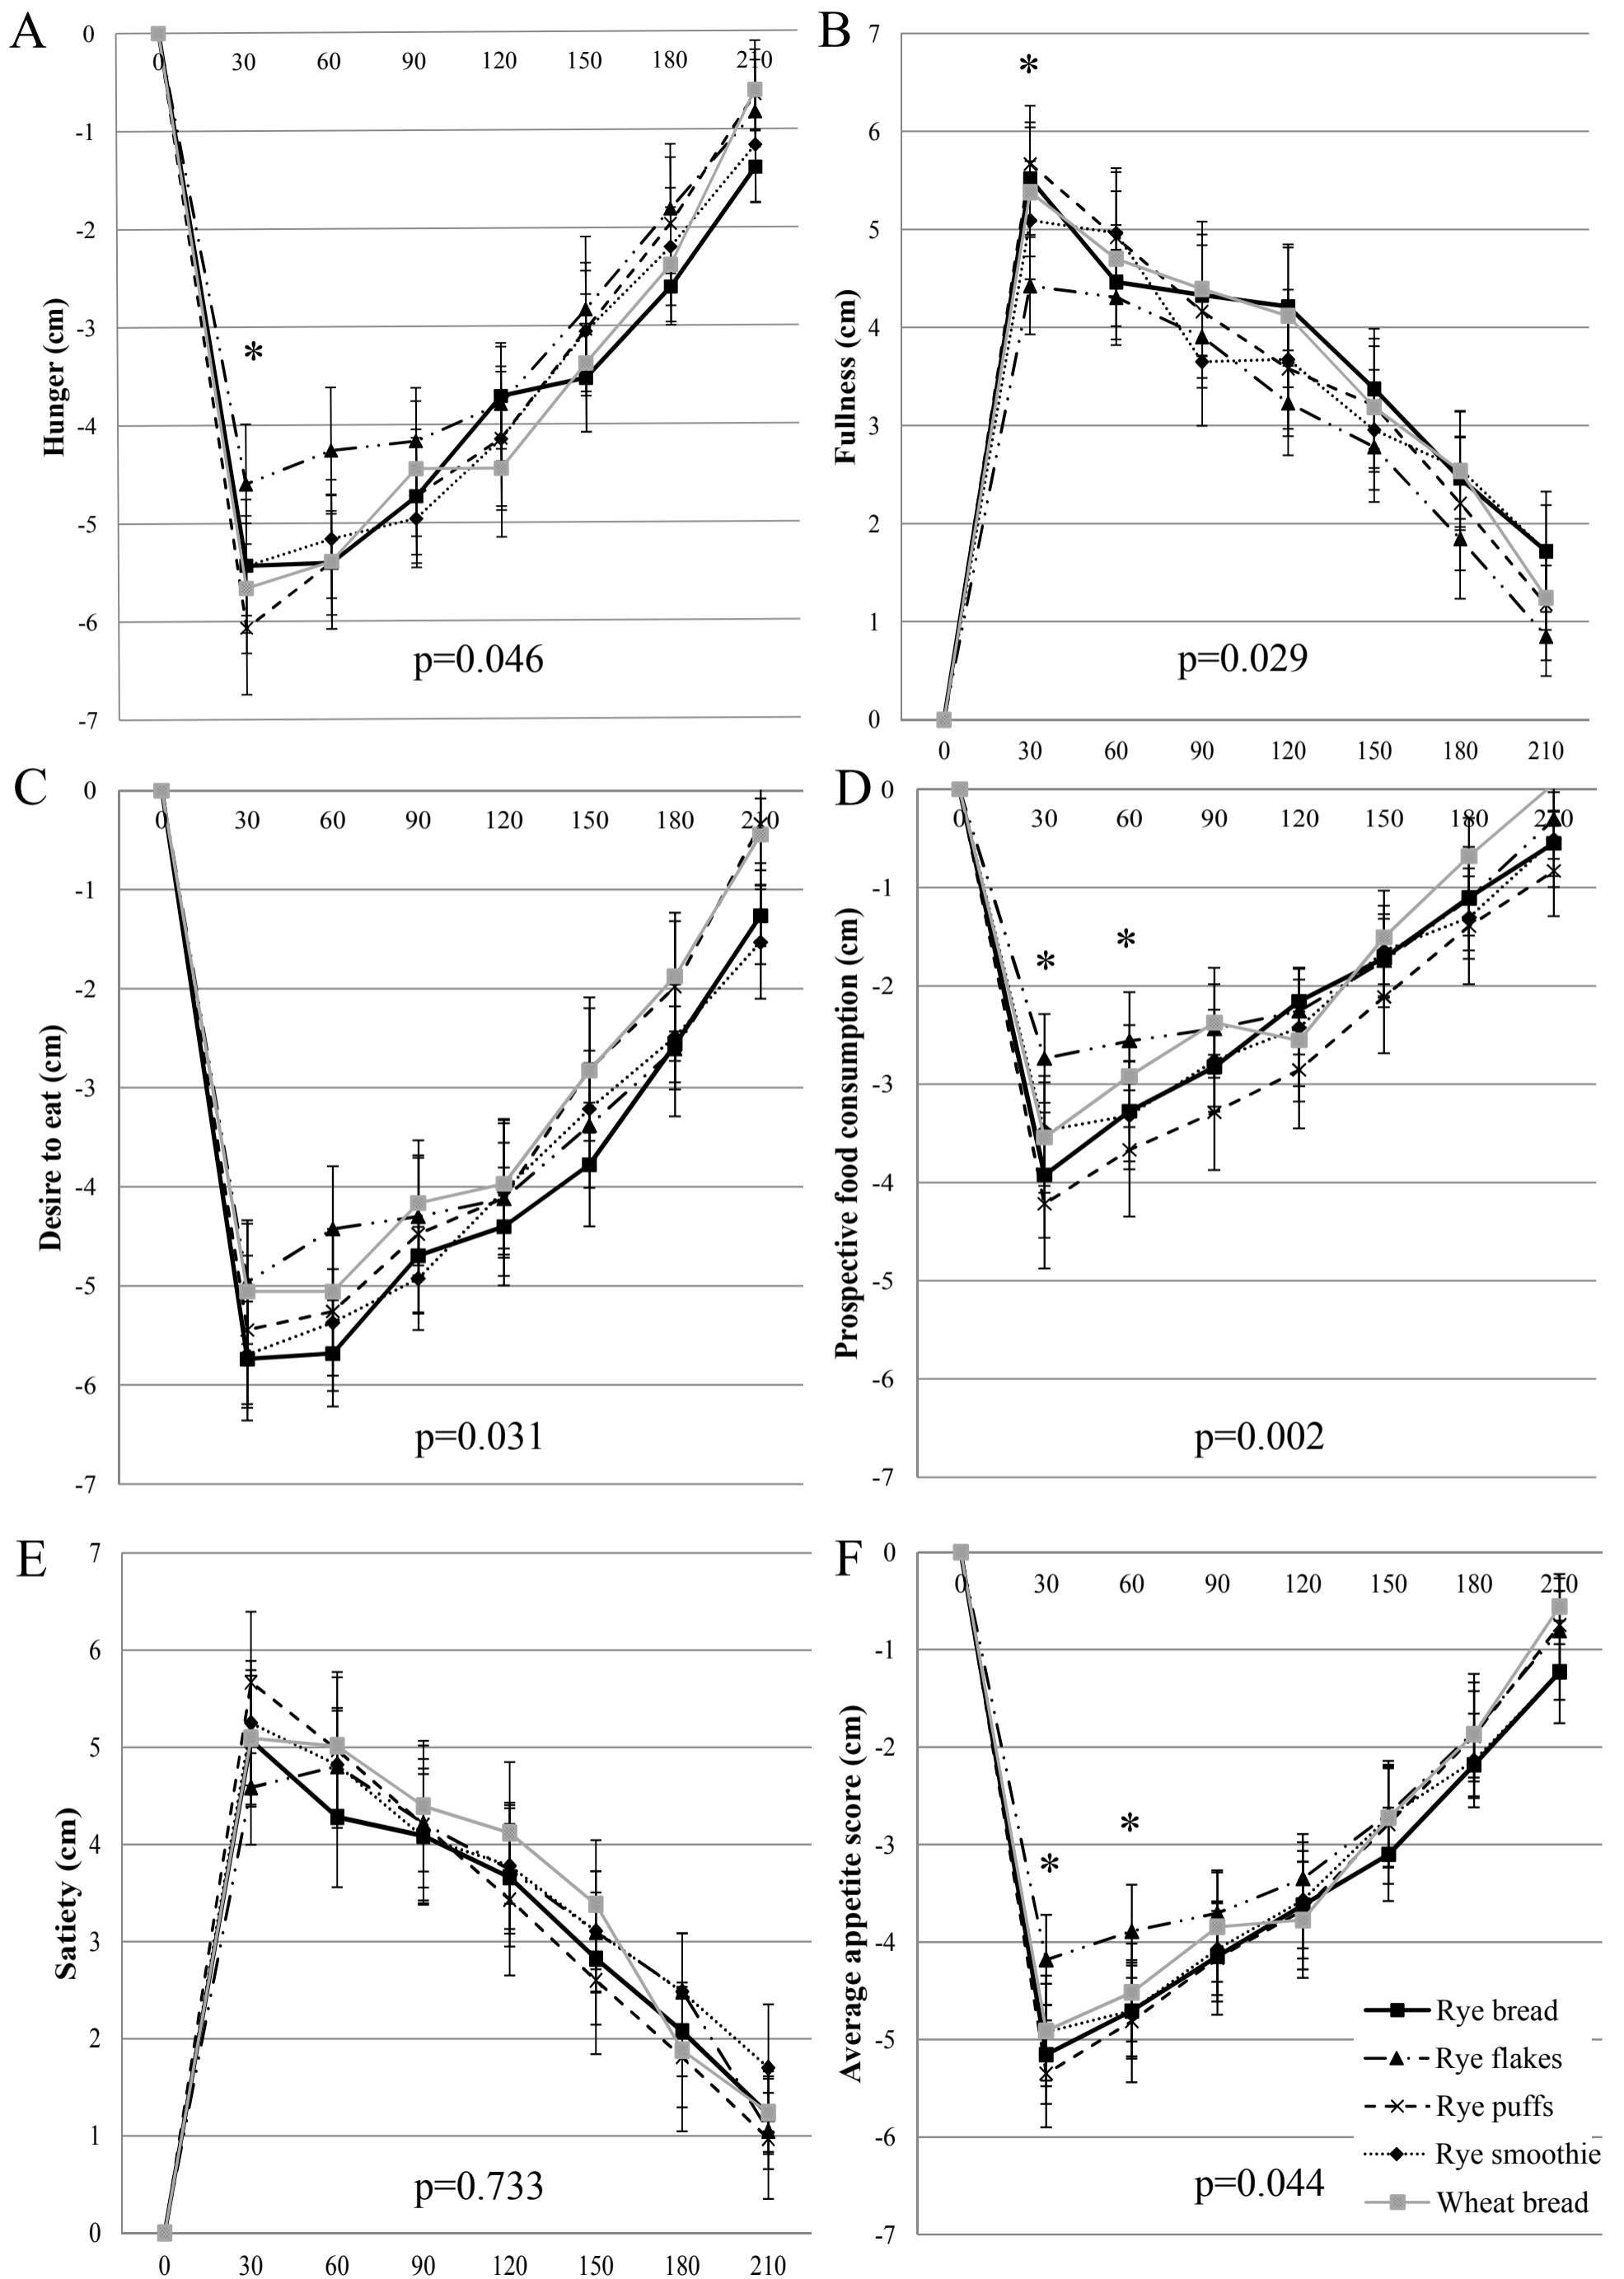 A
0
0 30 60 90 120 150 180 210
-1
-2
-3
*
-4
-5
-6
-7
Hunger (cm)
p=0.046
B
7
*
6
5
4
3
2
1
0
Fullness (cm)
p=0.029
0 30 60 90 120 150 180 210
C
0
0 30 60 90 120 150 180 210
-1
-2
-3
-4
-5
-6
-7
Desire to eat (cm)
p=0.031
D
0
0 30 60 90 120 150 180 210
-1
* *
-2
-3
-4
-5
-6
-7
Prospective food consumption (cm)
p=0.002
E
7
6
5
4
3
2
1
0
Satiety (cm)
p=0.733
0 30 60 90 120 150 180 210
F
0
0 30 60 90 120 150 180 210
-1
-2
-3
* *
-4
-5
-6
-7
Average appetite score (cm)
p=0.044
Rye bread
Rye flakes
Rye puffs
Rye smoothie
Wheat bread